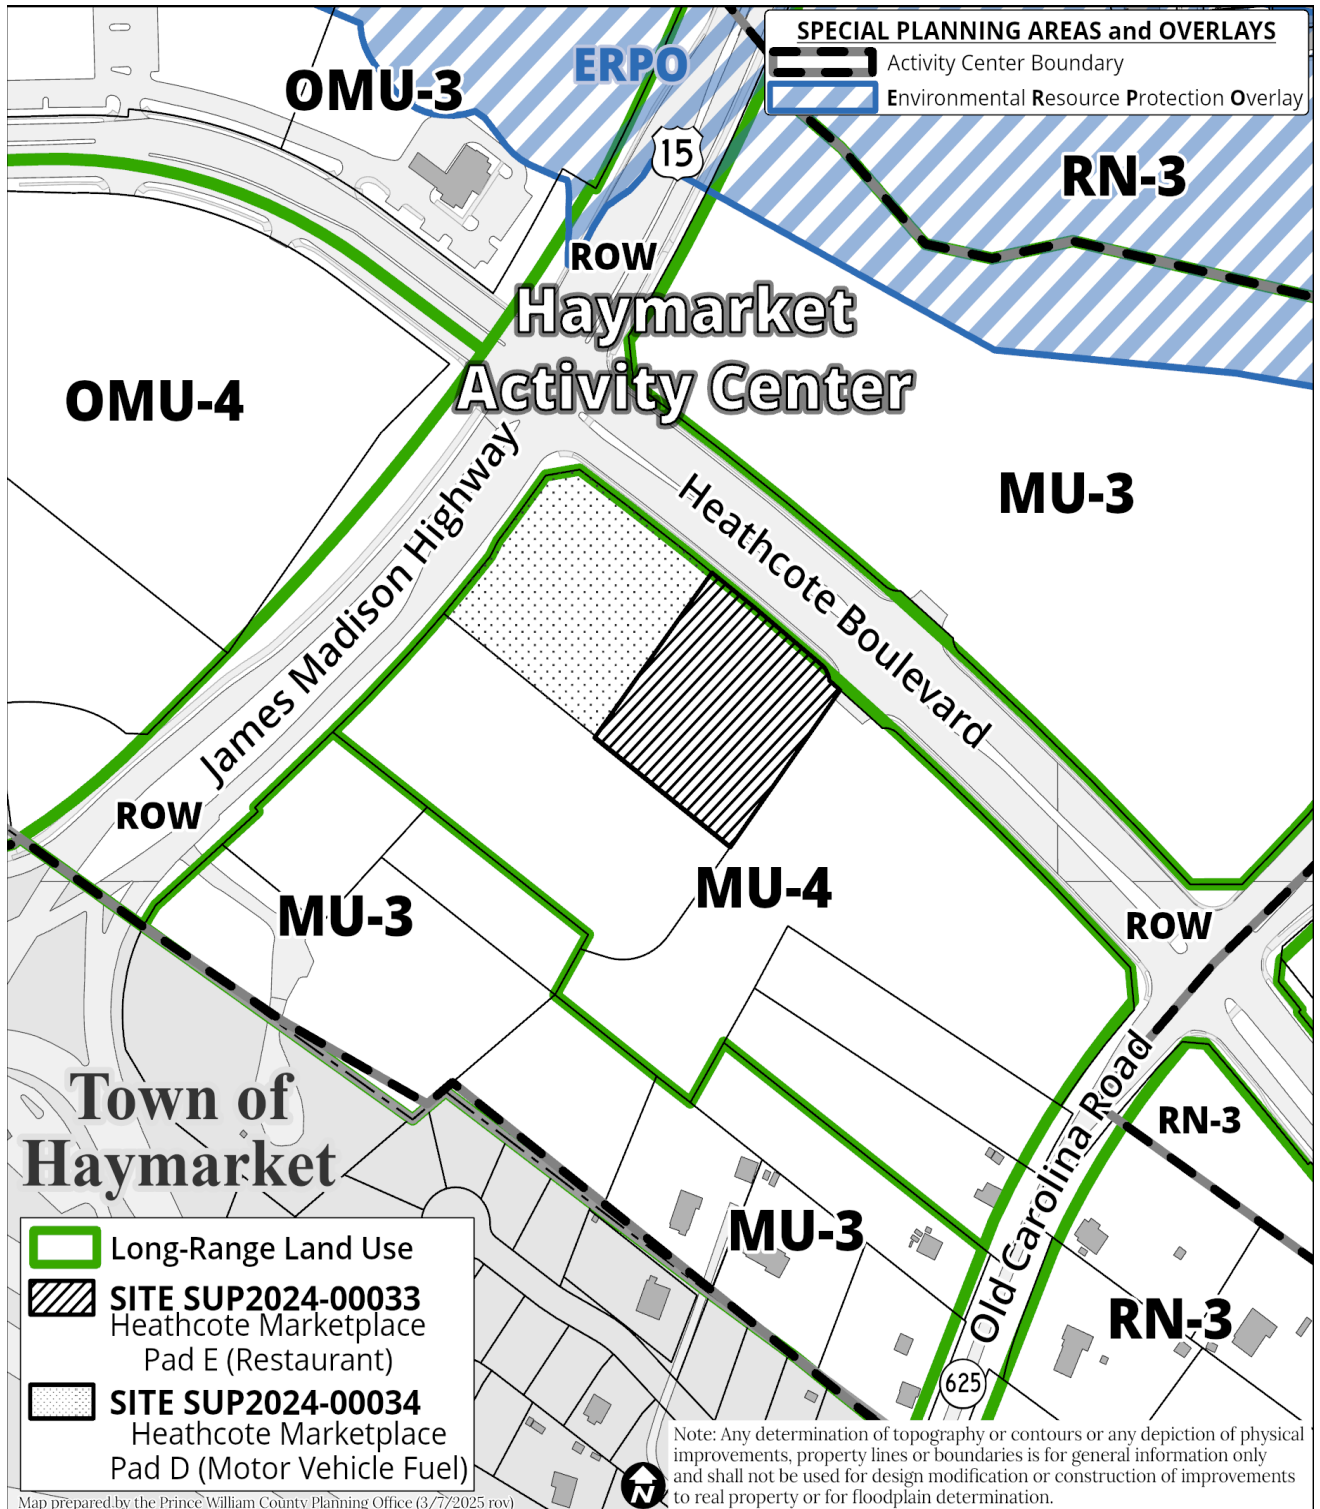 SPECIAL PLANNING AREAS and OVERLAYS
Activity Center Boundary
Environmental Resource Protection Overlay
ERPO
OMU-3
15
RN-3
ROW
Haymarket
Activity Center
OMU-4
MU-3
Heathcote Boulevard
James Madison Highway
ROW
MU-4
MU-3
ROW
Old Carolina Road
Town of
Haymarket
RN-3
MU-3
RN-3
625
Long-Range Land Use
SITE SUP2024-00033
Heathcote Marketplace
Pad E (Restaurant)
SITE SUP2024-00034
Heathcote Marketplace
Pad D (Motor Vehicle Fuel)
Map prepared by the Prince William County Planning Office (3/7/2025 rov)
N
Note: Any determination of topography or contours or any depiction of physical
improvements, property lines or boundaries is for general information only
and shall not be used for design modification or construction of improvements
to real property or for floodplain determination.